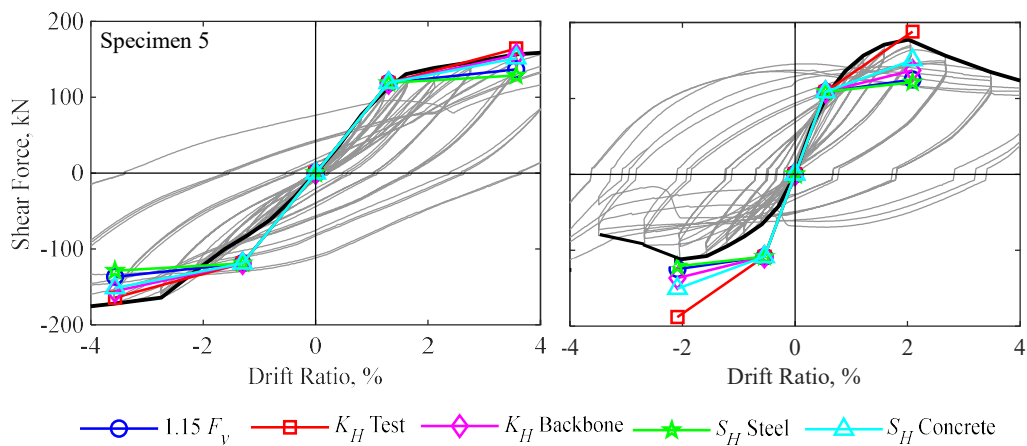 200
100
0
-100
-200
Shear Force, kN
Specimen 5
-4 -2 0 2 4
-4 -2 0 2 4
Drift Ratio, %
Drift Ratio, %
1.15 F_y
K_H Test
K_H Backbone
S_H Steel
S_H Concrete